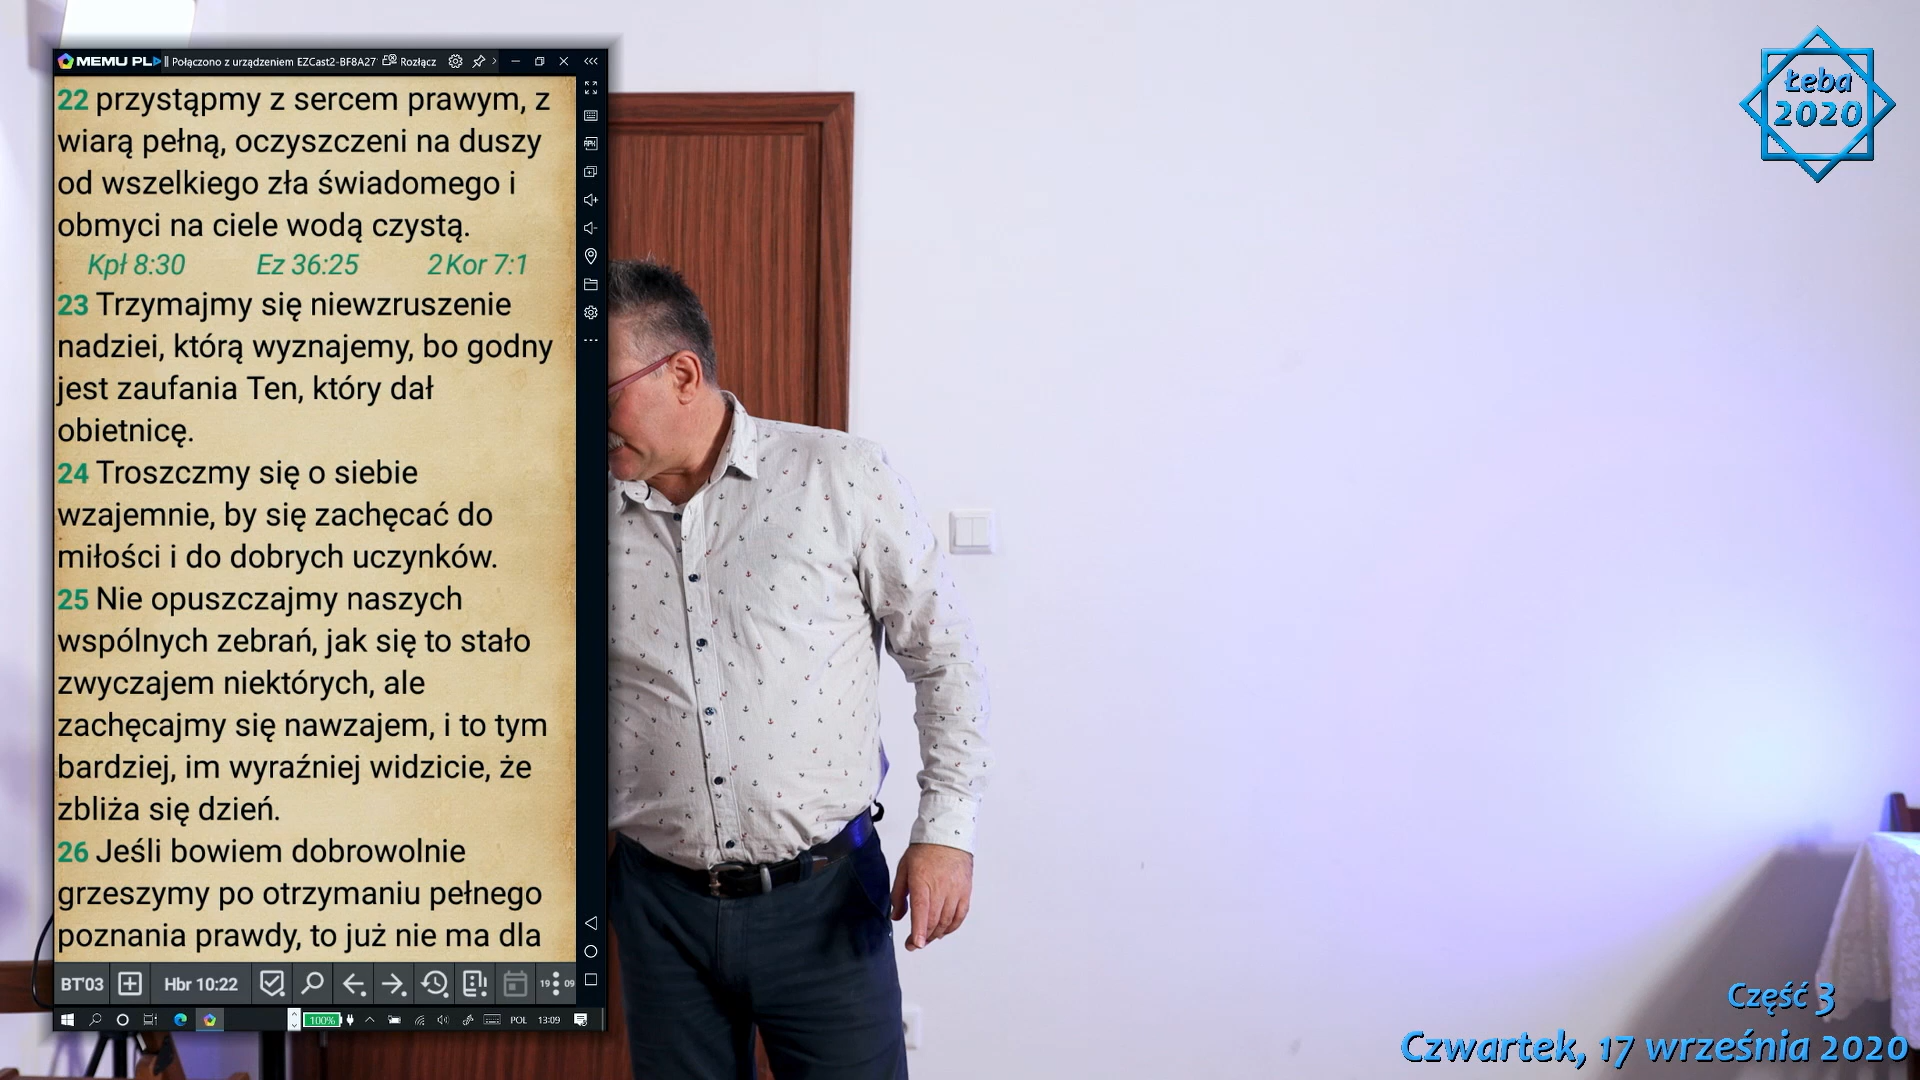 MEMU PL
Połączono z urządzeniem EZCast2-BF8A27
Rozłącz
22 przystąpmy z sercem prawym, z
wiarą pełną, oczyszczeni na duszy
od wszelkiego zła świadomego i
obmyci na ciele wodą czystą.
Kpł 8:30 Ez 36:25 2Kor 7:1
23 Trzymajmy się niewzruszenie
nadziei, którą wyznajemy, bo godny
jest zaufania Ten, który dał
obietnicę.
24 Troszczmy się o siebie
wzajemnie, by się zachęcać do
miłości i do dobrych uczynków.
25 Nie opuszczajmy naszych
wspólnych zebrań, jak się to stało
zwyczajem niektórych, ale
zachęcajmy się nawzajem, i to tym
bardziej, im wyraźniej widzicie, że
zbliża się dzień.
26 Jeśli bowiem dobrowolnie
grzeszymy po otrzymaniu pełnego
poznania prawdy, to już nie ma dla
BT'03 Hbr 10:22 19 09
100% POL 13:09
Łeba
2020
Część 3
Czwartek, 17 września 2020